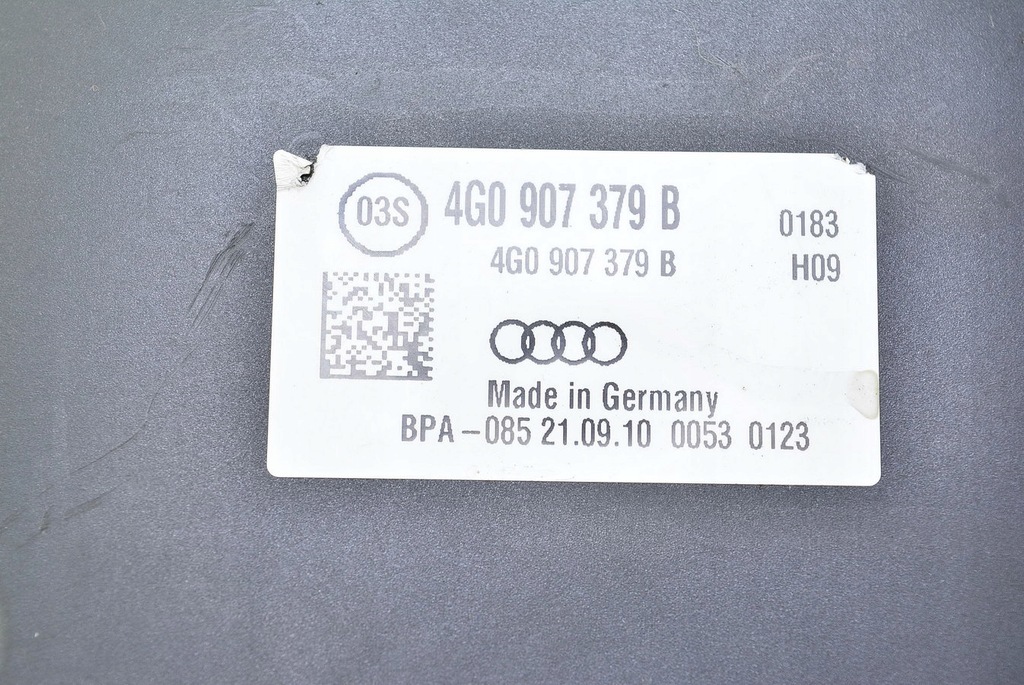 03S 4G0 907 379 B 0183
4G0 907 379 B H09
Made in Germany
BPA-085 21.09.10 0053 0123